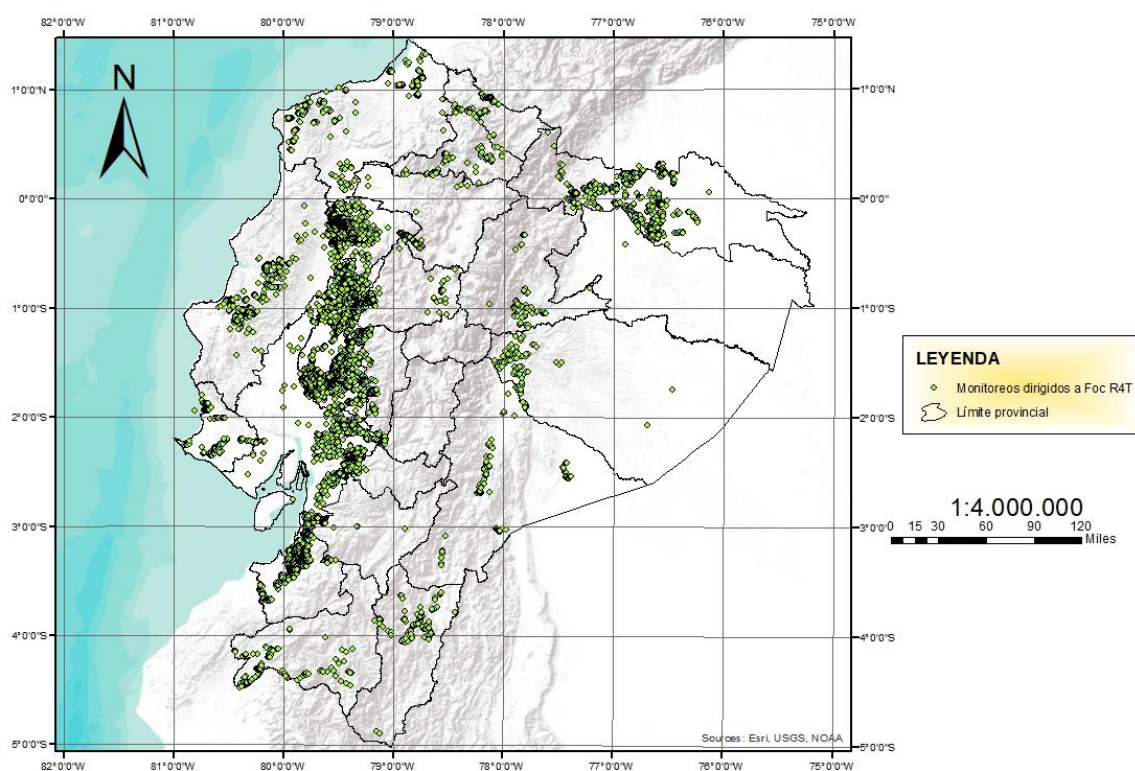 82°0'0"W 81°0'0"W 80°0'0"W 79°0'0"W 78°0'0"W 77°0'0"W 76°0'0"W 75°0'0"W
N
1°0'0"N 1°0'0"N
0°0'0" 0°0'0"
1°0'0"S 1°0'0"S
LEYENDA
Monitoreos dirigidos a Foc R4T
Límite provincial
2°0'0"S 2°0'0"S
1:4.000.000
3°0'0"S 3°0'0"S
0 15 30 60 90 120
Miles
4°0'0"S 4°0'0"S
Sources: Esri, USGS, NOAA
5°0'0"S 5°0'0"S
82°0'0"W 81°0'0"W 80°0'0"W 79°0'0"W 78°0'0"W 77°0'0"W 76°0'0"W 75°0'0"W